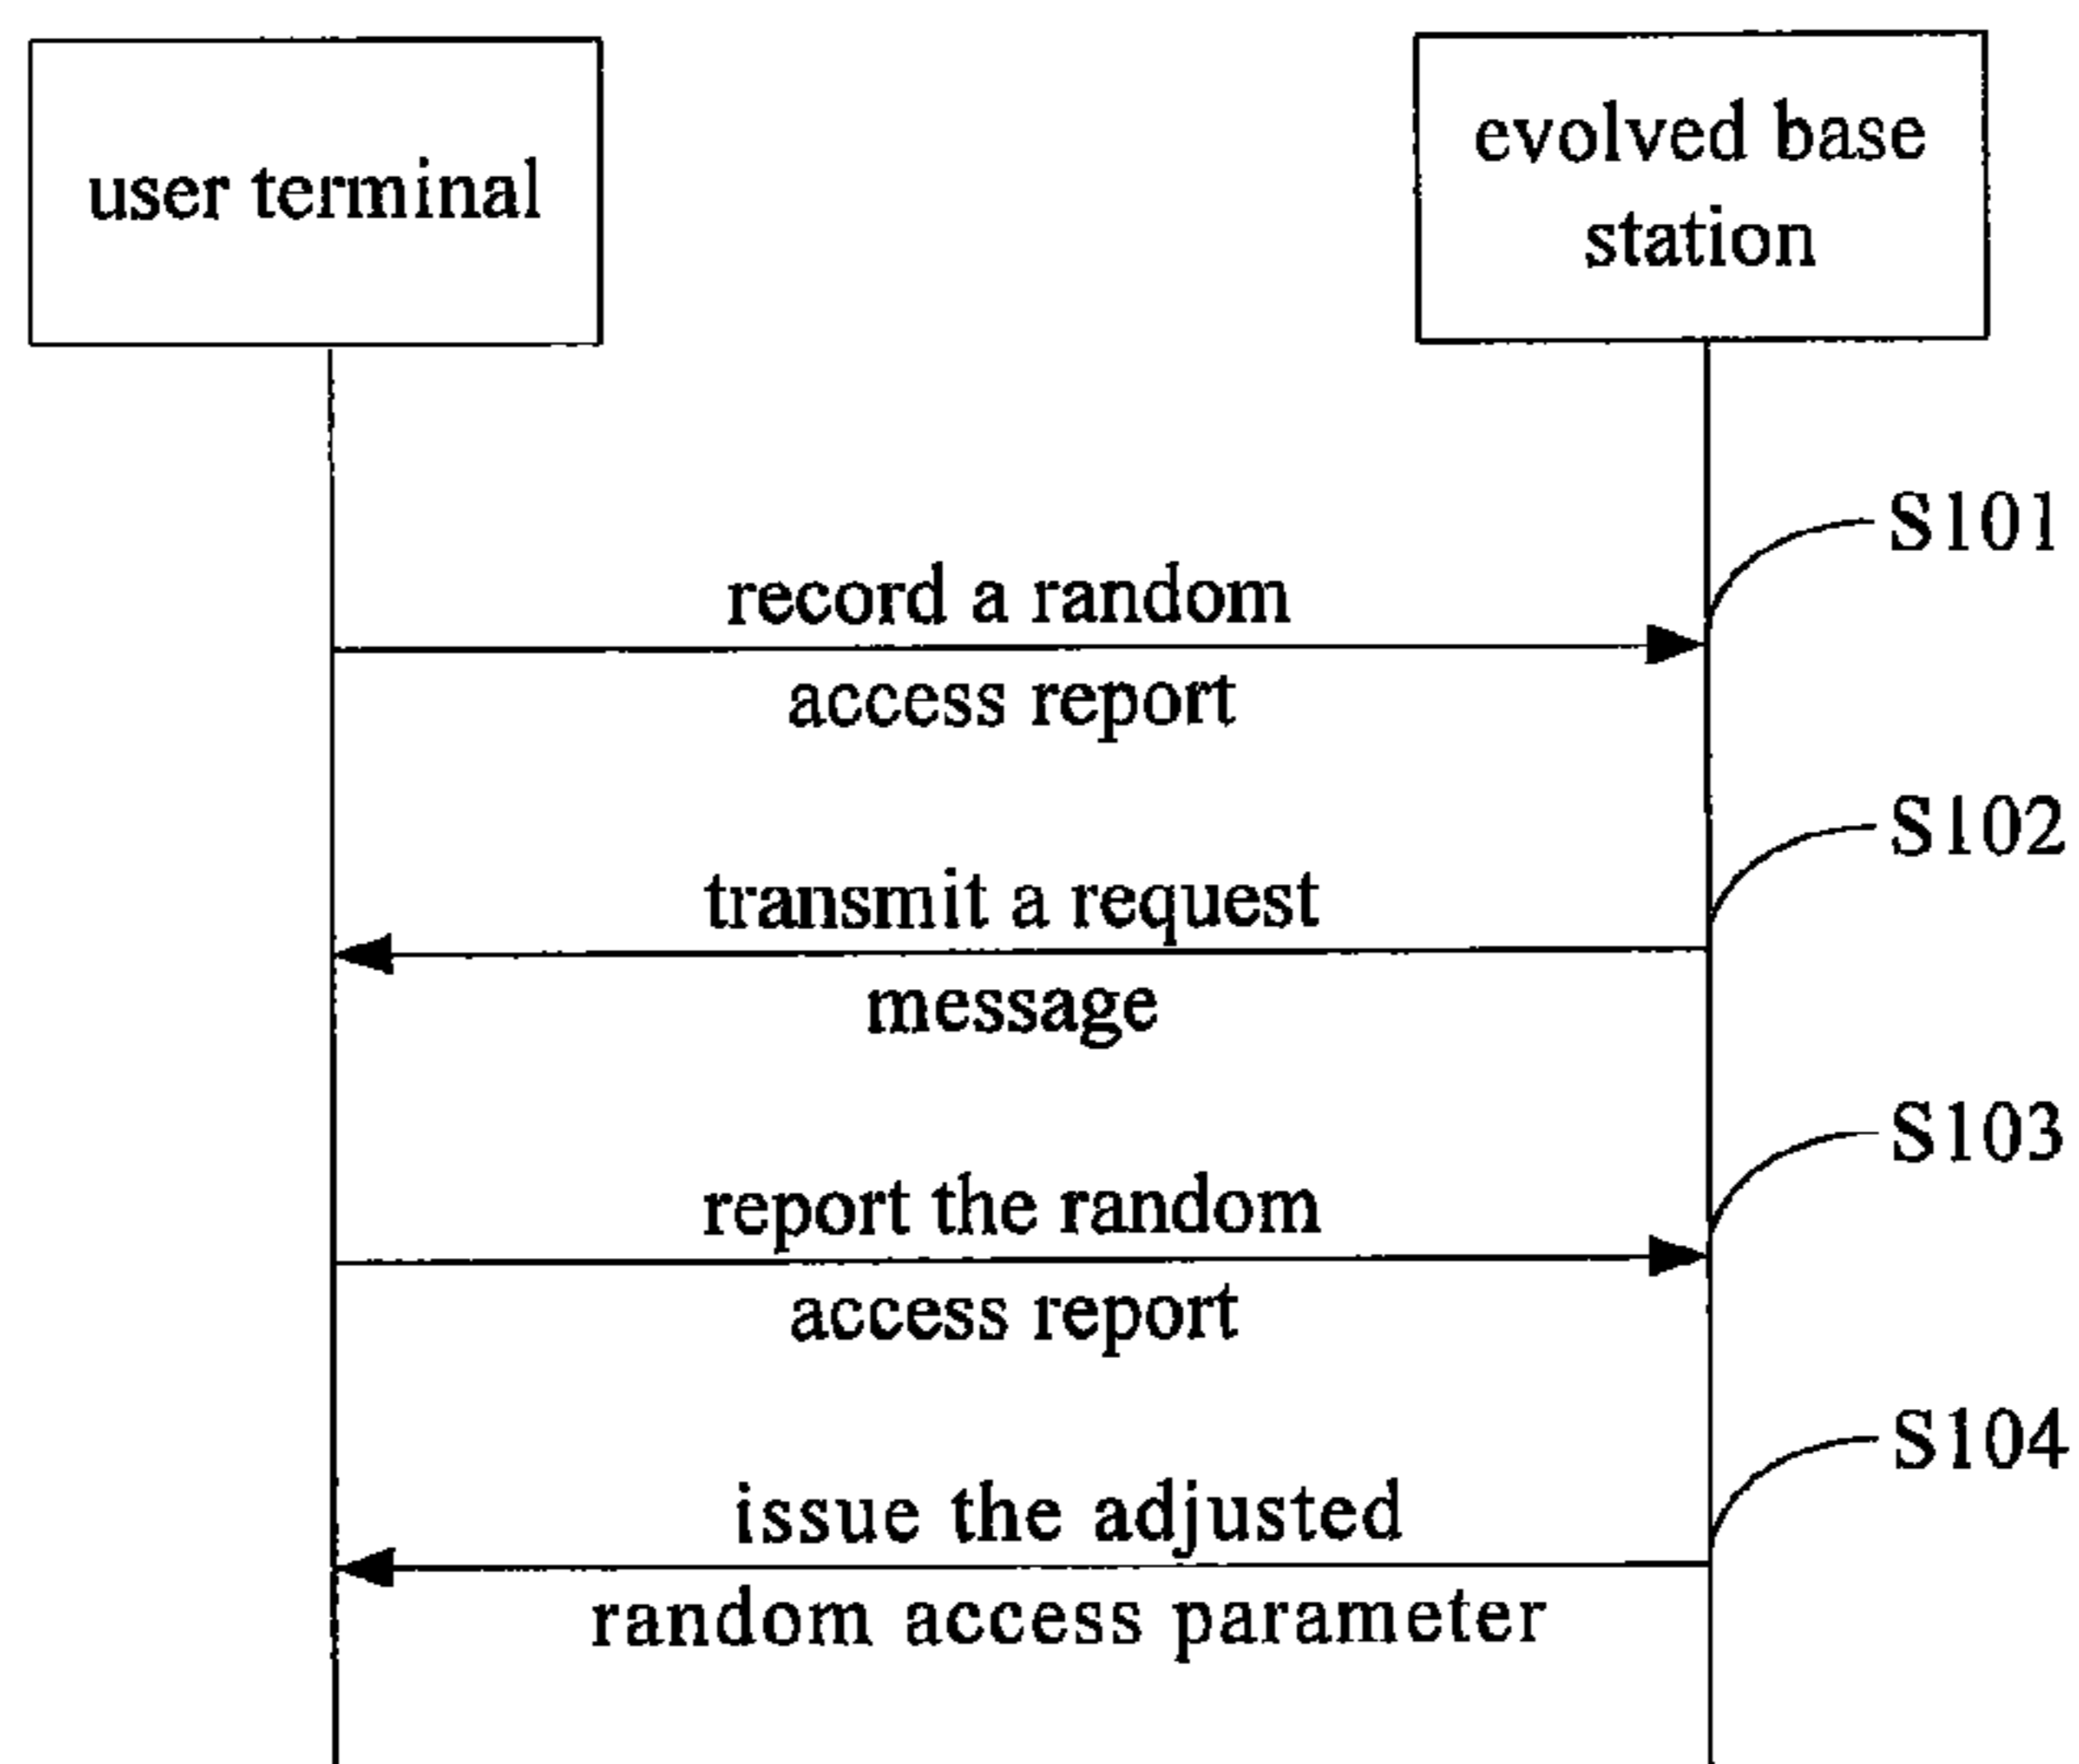 user terminal
evolved base
station
S101
record a random
access report
S102
transmit a request
message
S103
report the random
access report
S104
issue the adjusted
random access parameter